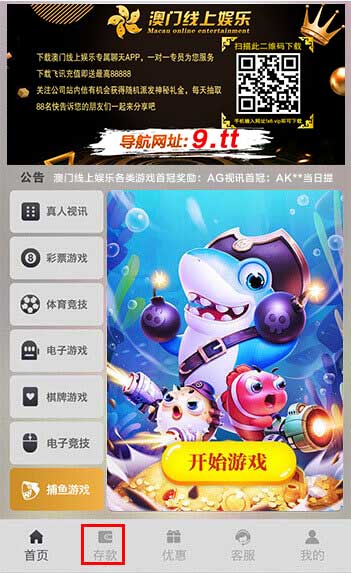 澳门线上娱乐
Macau online entertainment
下载澳门线上娱乐专属聊天APP，一对一专员为您服务
下载飞讯充值即送最高88888
关注公司站内信有机会获得随机派发神秘礼金，每天抽取
88名快告诉您的朋友们一起来分享吧
扫描此二维码下载
手机输入网址fa8.vip即可下载
导航网址：9.tt
公告 澳门线上娱乐各类游戏首冠奖励：AG视讯首冠：AK**当日提
真人视讯
彩票游戏
体育竞技
电子游戏
棋牌游戏
电子竞技
捕鱼游戏
开始游戏
首页 存款 优惠 客服 我的